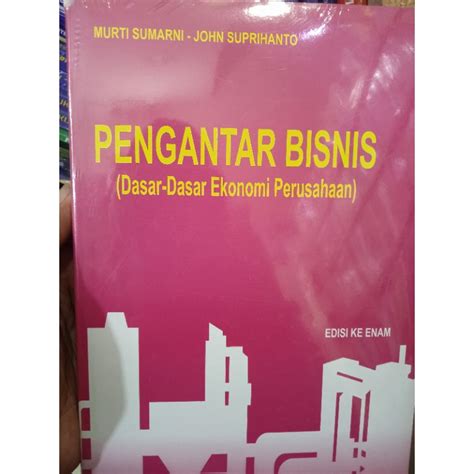 MURTI SUMARNI - JOHN SUPRIHANTO
PENGANTAR BISNIS
(Dasar-Dasar Ekonomi Perusahaan)
EDISI KE ENAM